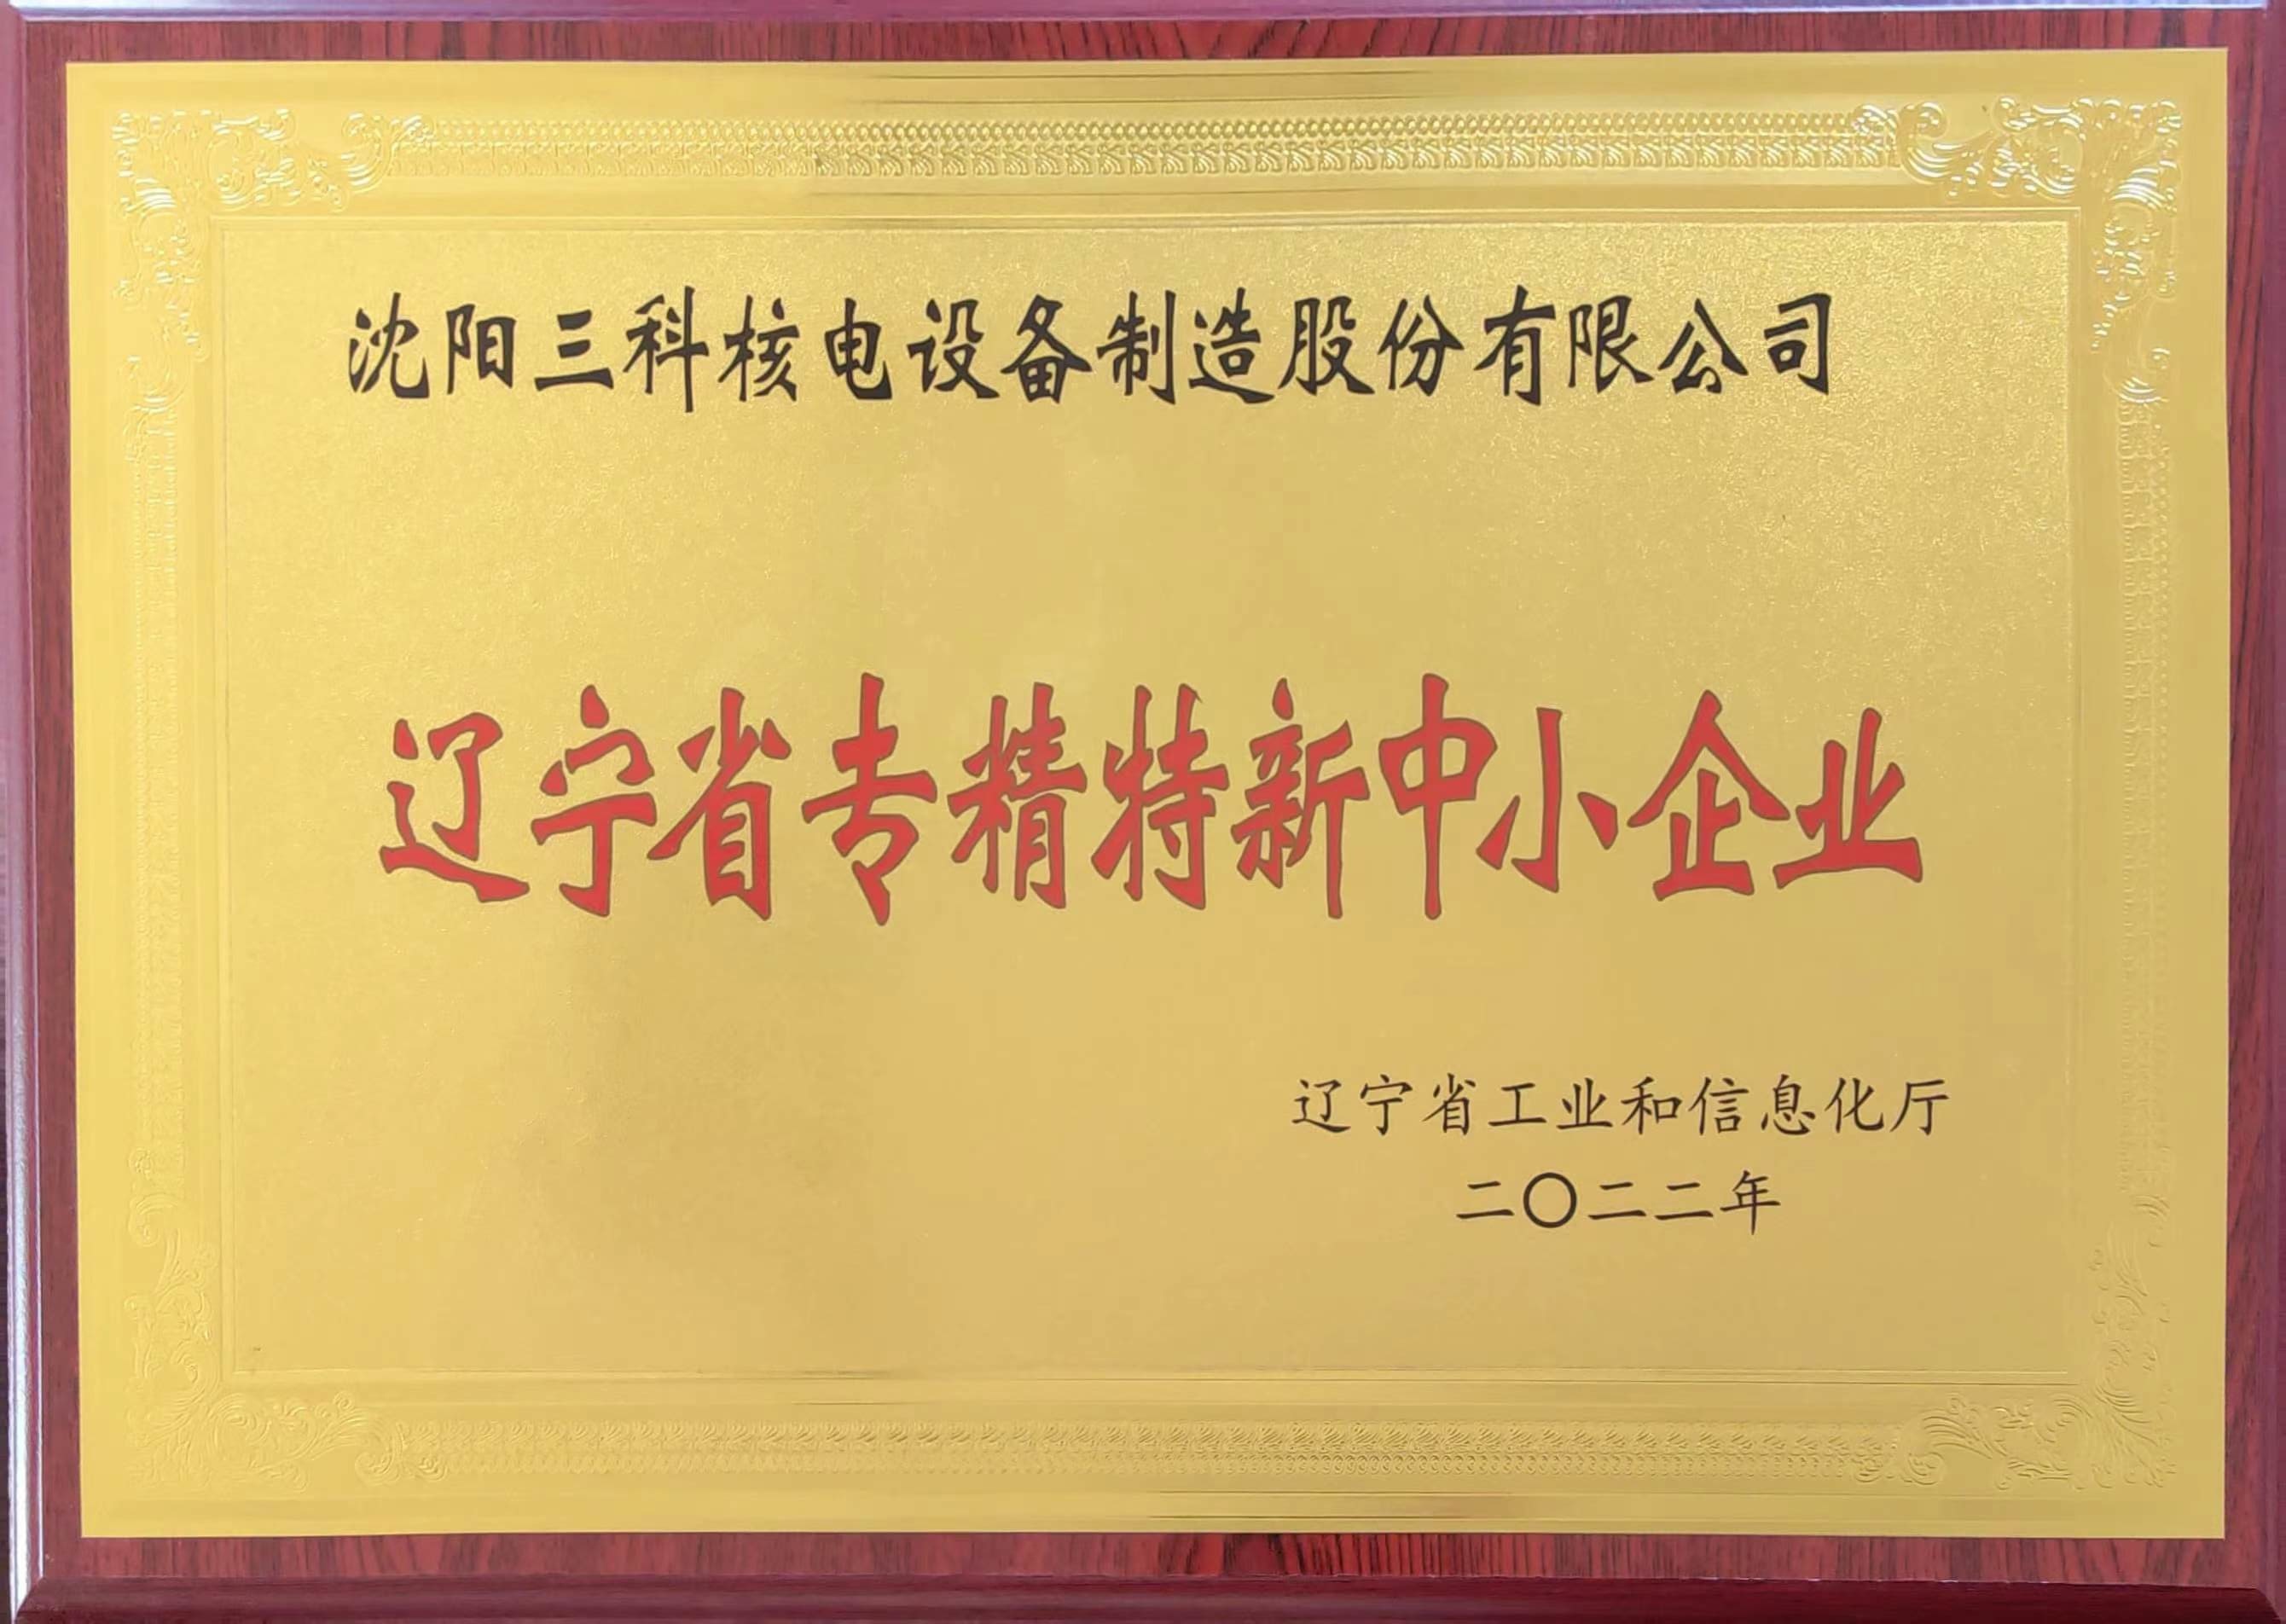 沈阳三科核电设备制造股份有限公司
辽宁省专精特新中小企业
辽宁省工业和信息化厅
二〇二二年